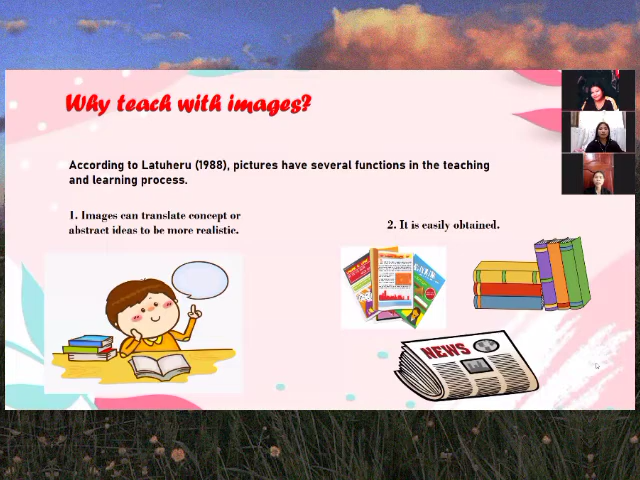 Why teach with images?
According to Latuheru (1988), pictures have several functions in the teaching
and learning process.
1. Images can translate concept or
abstract ideas to be more realistic.
2. It is easily obtained.
NEWS